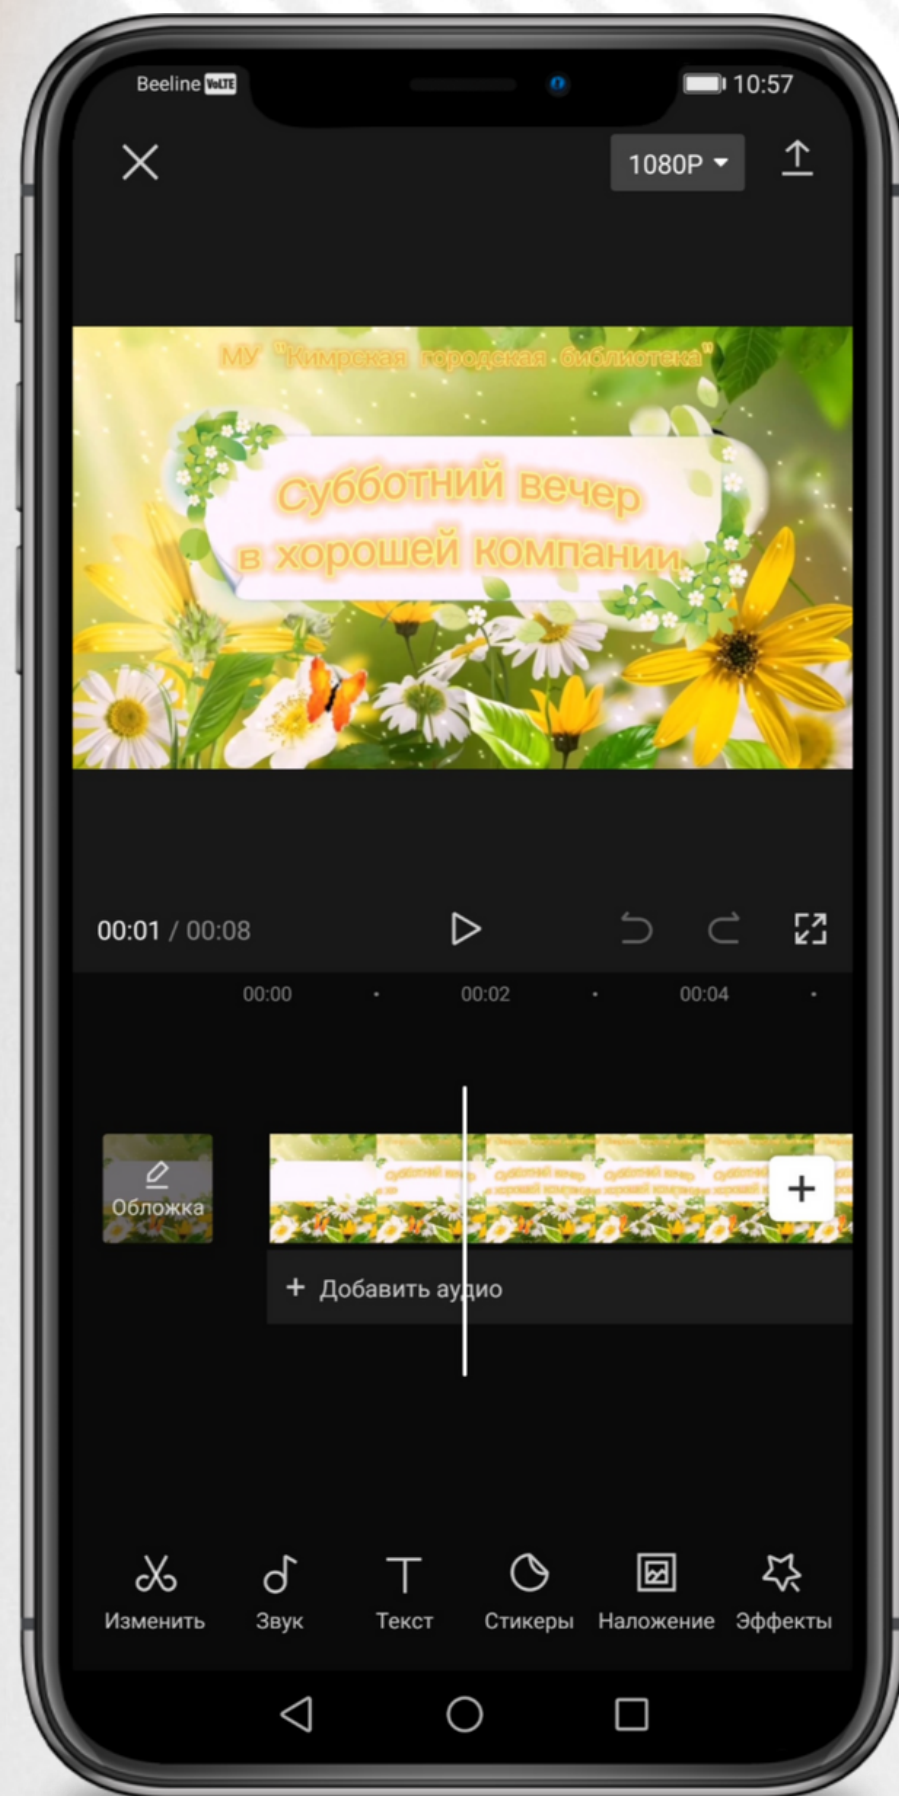 Beeline VoLTE 10:57
1080P
МУ "Кимрская городская библиотека"
Субботний вечер
в хорошей компании
00:01 / 00:08
00:00 00:02 00:04
Обложка
+ Добавить аудио
Изменить Звук Текст Стикеры Наложение Эффекты